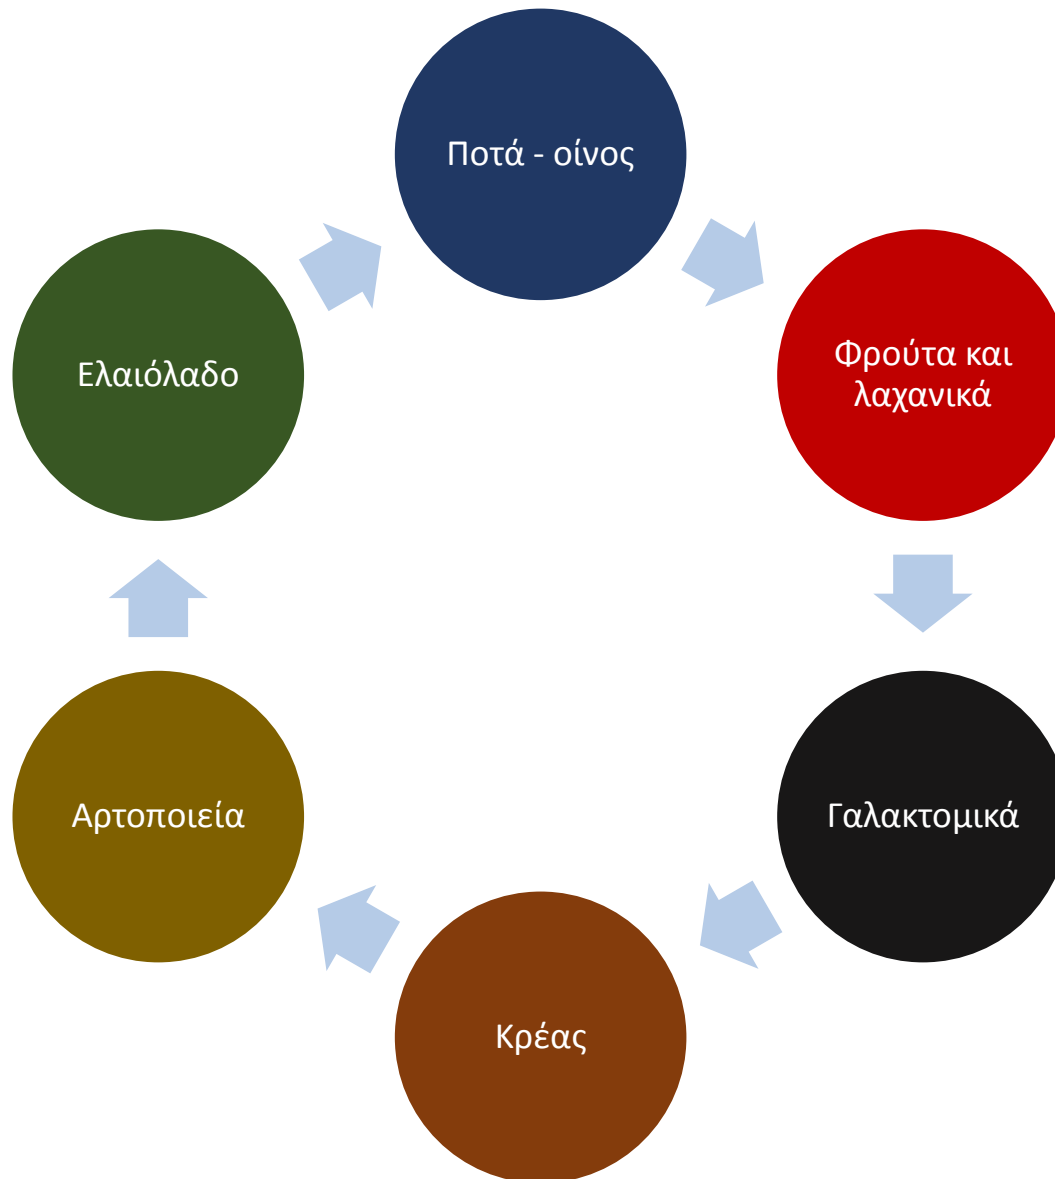 Ποτά - οίνος
Φρούτα και
λαχανικά
Γαλακτομικά
Κρέας
Αρτοποιεία
Ελαιόλαδο